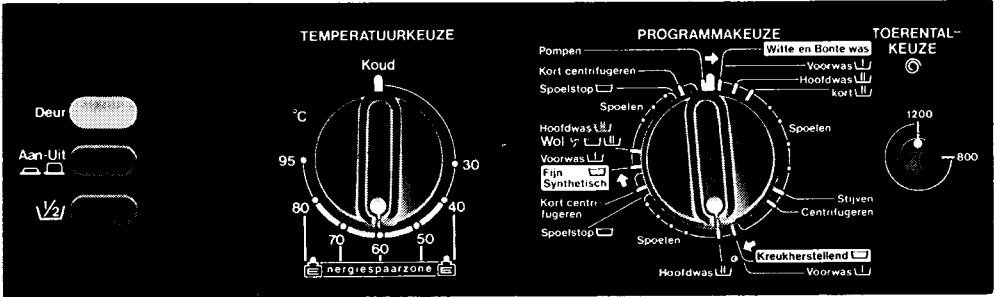 TEMPERATUURKEUZE
PROGRAMMAKEUZE
TOERENTAL-
KEUZE
Deur
Aan-Uit
1/2
Koud
°C
95
80
70
60
50
40
30
E nergiespaarzone E
Pompen
Kort centrifugeren
Spoelstop
Spoelen
Hoofdwas
Wol
Voorwas
Fijn
Synthetisch
Kort centri-
fugeren
Spoelstop
Spoelen
Hoofdwas
Witte en Bonte was
Voorwas
Hoofdwas
kort
Spoelen
Stijven
Centrifugeren
Kreukherstellend
Voorwas
1200
800